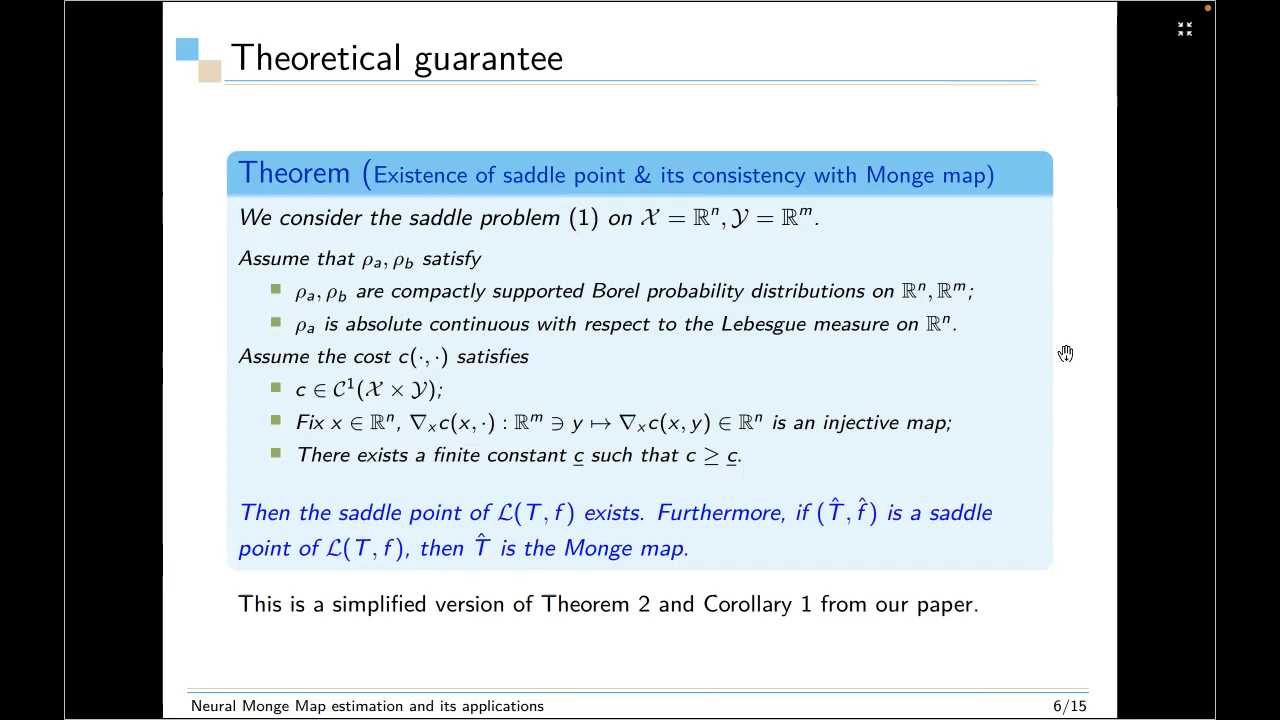 Theoretical guarantee
Theorem (Existence of saddle point & its consistency with Monge map)
We consider the saddle problem (1) on 𝒳 = ℝⁿ, 𝒴 = ℝᵐ.
Assume that ρₐ, ρ_b satisfy
ρₐ, ρ_b are compactly supported Borel probability distributions on ℝⁿ, ℝᵐ;
ρₐ is absolute continuous with respect to the Lebesgue measure on ℝⁿ.
Assume the cost c(·, ·) satisfies
c ∈ 𝒞¹(𝒳 × 𝒴);
Fix x ∈ ℝⁿ, ∇ₓc(x, ·) : ℝᵐ ∋ y ↦ ∇ₓc(x, y) ∈ ℝⁿ is an injective map;
There exists a finite constant c̲ such that c ≥ c̲.
Then the saddle point of ℒ(T, f) exists. Furthermore, if (T̂, f̂) is a saddle
point of ℒ(T, f), then T̂ is the Monge map.
This is a simplified version of Theorem 2 and Corollary 1 from our paper.
Neural Monge Map estimation and its applications
6/15